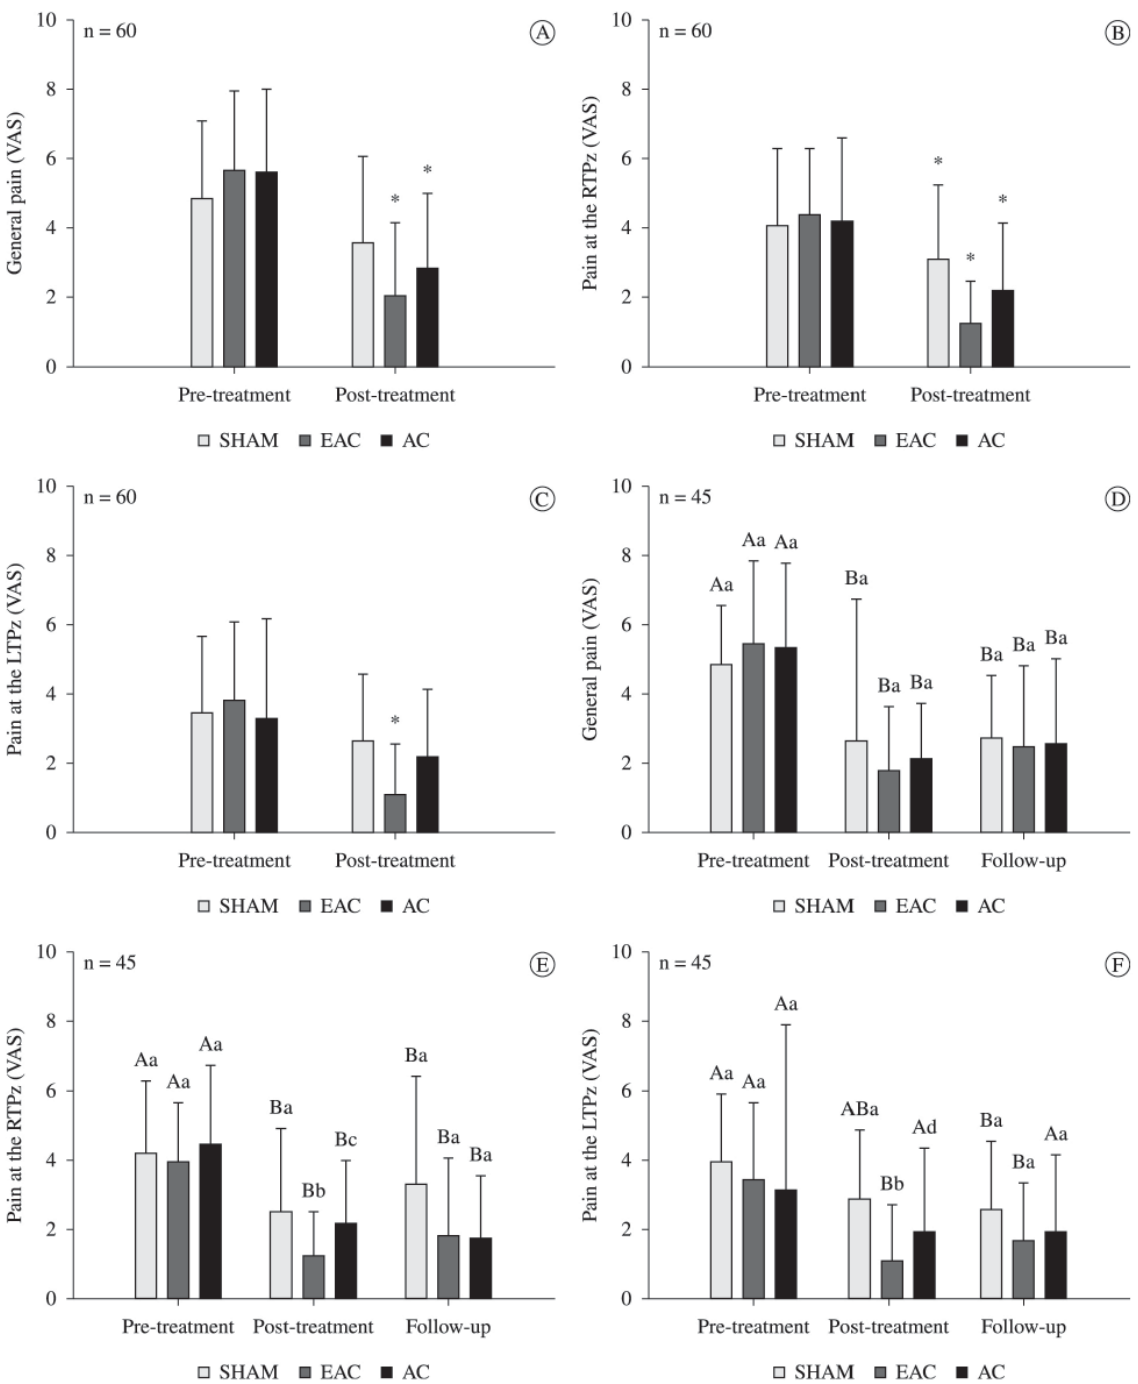 n = 60
A
General pain (VAS)
10
8
6
4
2
0
* *
Pre-treatment Post-treatment
SHAM EAC AC
n = 60
B
Pain at the RTPz (VAS)
10
8
6
4
2
0
* * *
Pre-treatment Post-treatment
SHAM EAC AC
n = 60
C
Pain at the LTPz (VAS)
10
8
6
4
2
0
*
Pre-treatment Post-treatment
SHAM EAC AC
n = 45
D
General pain (VAS)
10
8
6
4
2
0
Aa Aa Aa Ba Ba Ba Ba Ba Ba
Pre-treatment Post-treatment Follow-up
SHAM EAC AC
n = 45
E
Pain at the RTPz (VAS)
10
8
6
4
2
0
Aa Aa Aa Ba Bb Bc Ba Ba Ba
Pre-treatment Post-treatment Follow-up
SHAM EAC AC
n = 45
F
Pain at the LTPz (VAS)
10
8
6
4
2
0
Aa Aa Aa ABa Bb Ad Ba Ba Aa
Pre-treatment Post-treatment Follow-up
SHAM EAC AC